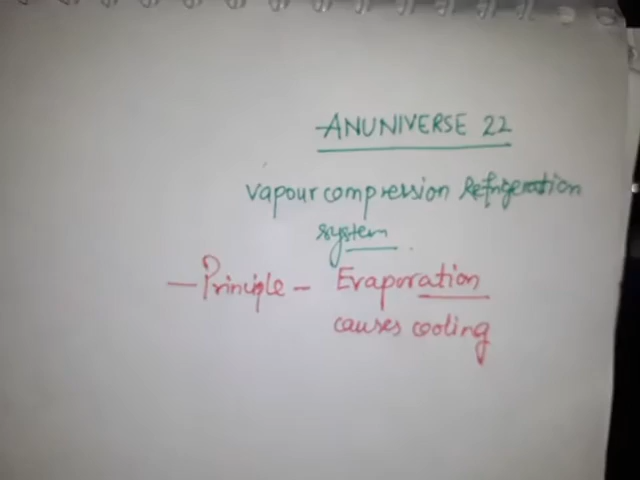 ANUNIVERSE 22
Vapour compression Refrigeration
system
- Principle - Evaporation
causes cooling